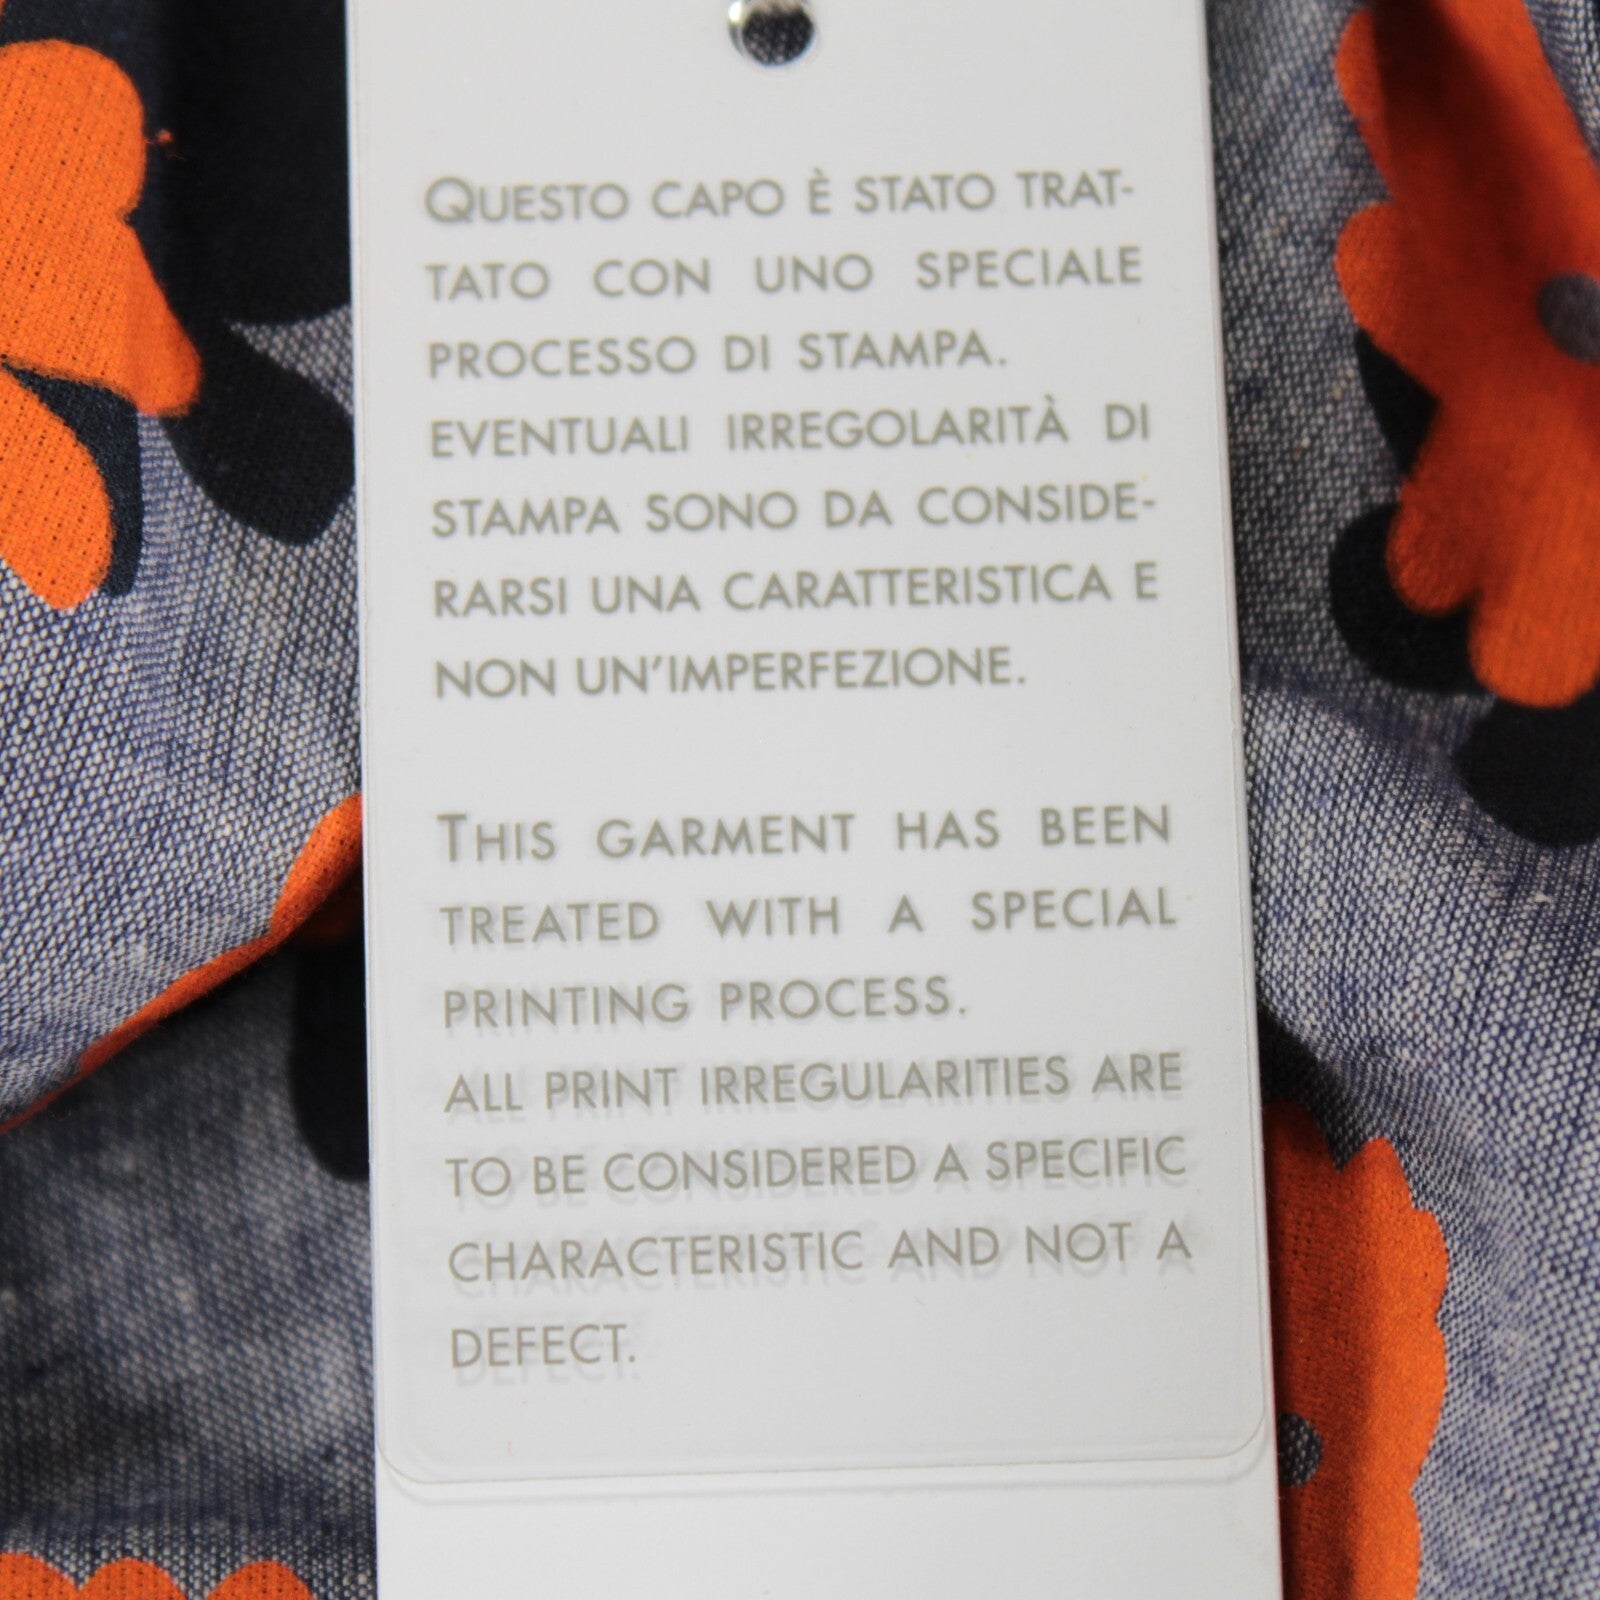 QUESTO CAPO È STATO TRAT-
TATO CON UNO SPECIALE
PROCESSO DI STAMPA.
EVENTUALI IRREGOLARITÀ DI
STAMPA SONO DA CONSIDE-
RARSI UNA CARATTERISTICA E
NON UN'IMPERFEZIONE.
THIS GARMENT HAS BEEN
TREATED WITH A SPECIAL
PRINTING PROCESS.
ALL PRINT IRREGULARITIES ARE
TO BE CONSIDERED A SPECIFIC
CHARACTERISTIC AND NOT A
DEFECT.